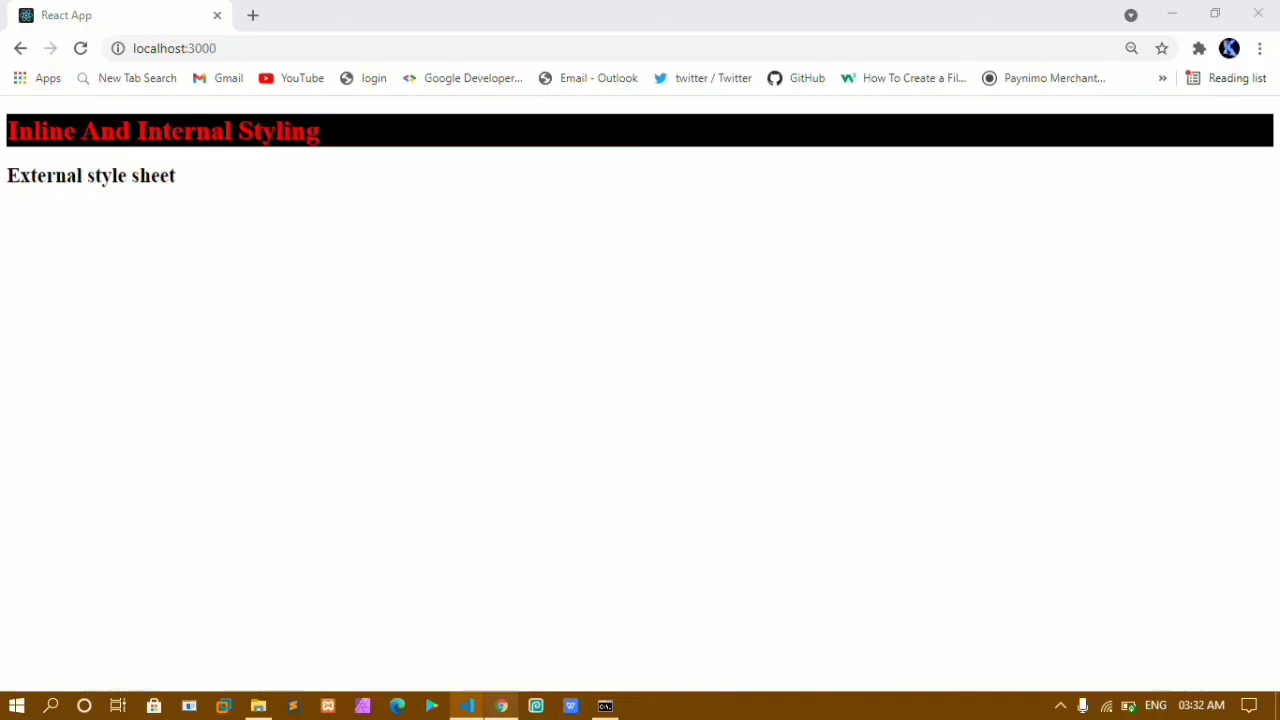 React App
localhost:3000
Apps New Tab Search Gmail YouTube login Google Developer... Email - Outlook twitter / Twitter GitHub How To Create a Fil... Paynimo Merchant... » Reading list
Inline And Internal Styling
External style sheet
ENG 03:32 AM